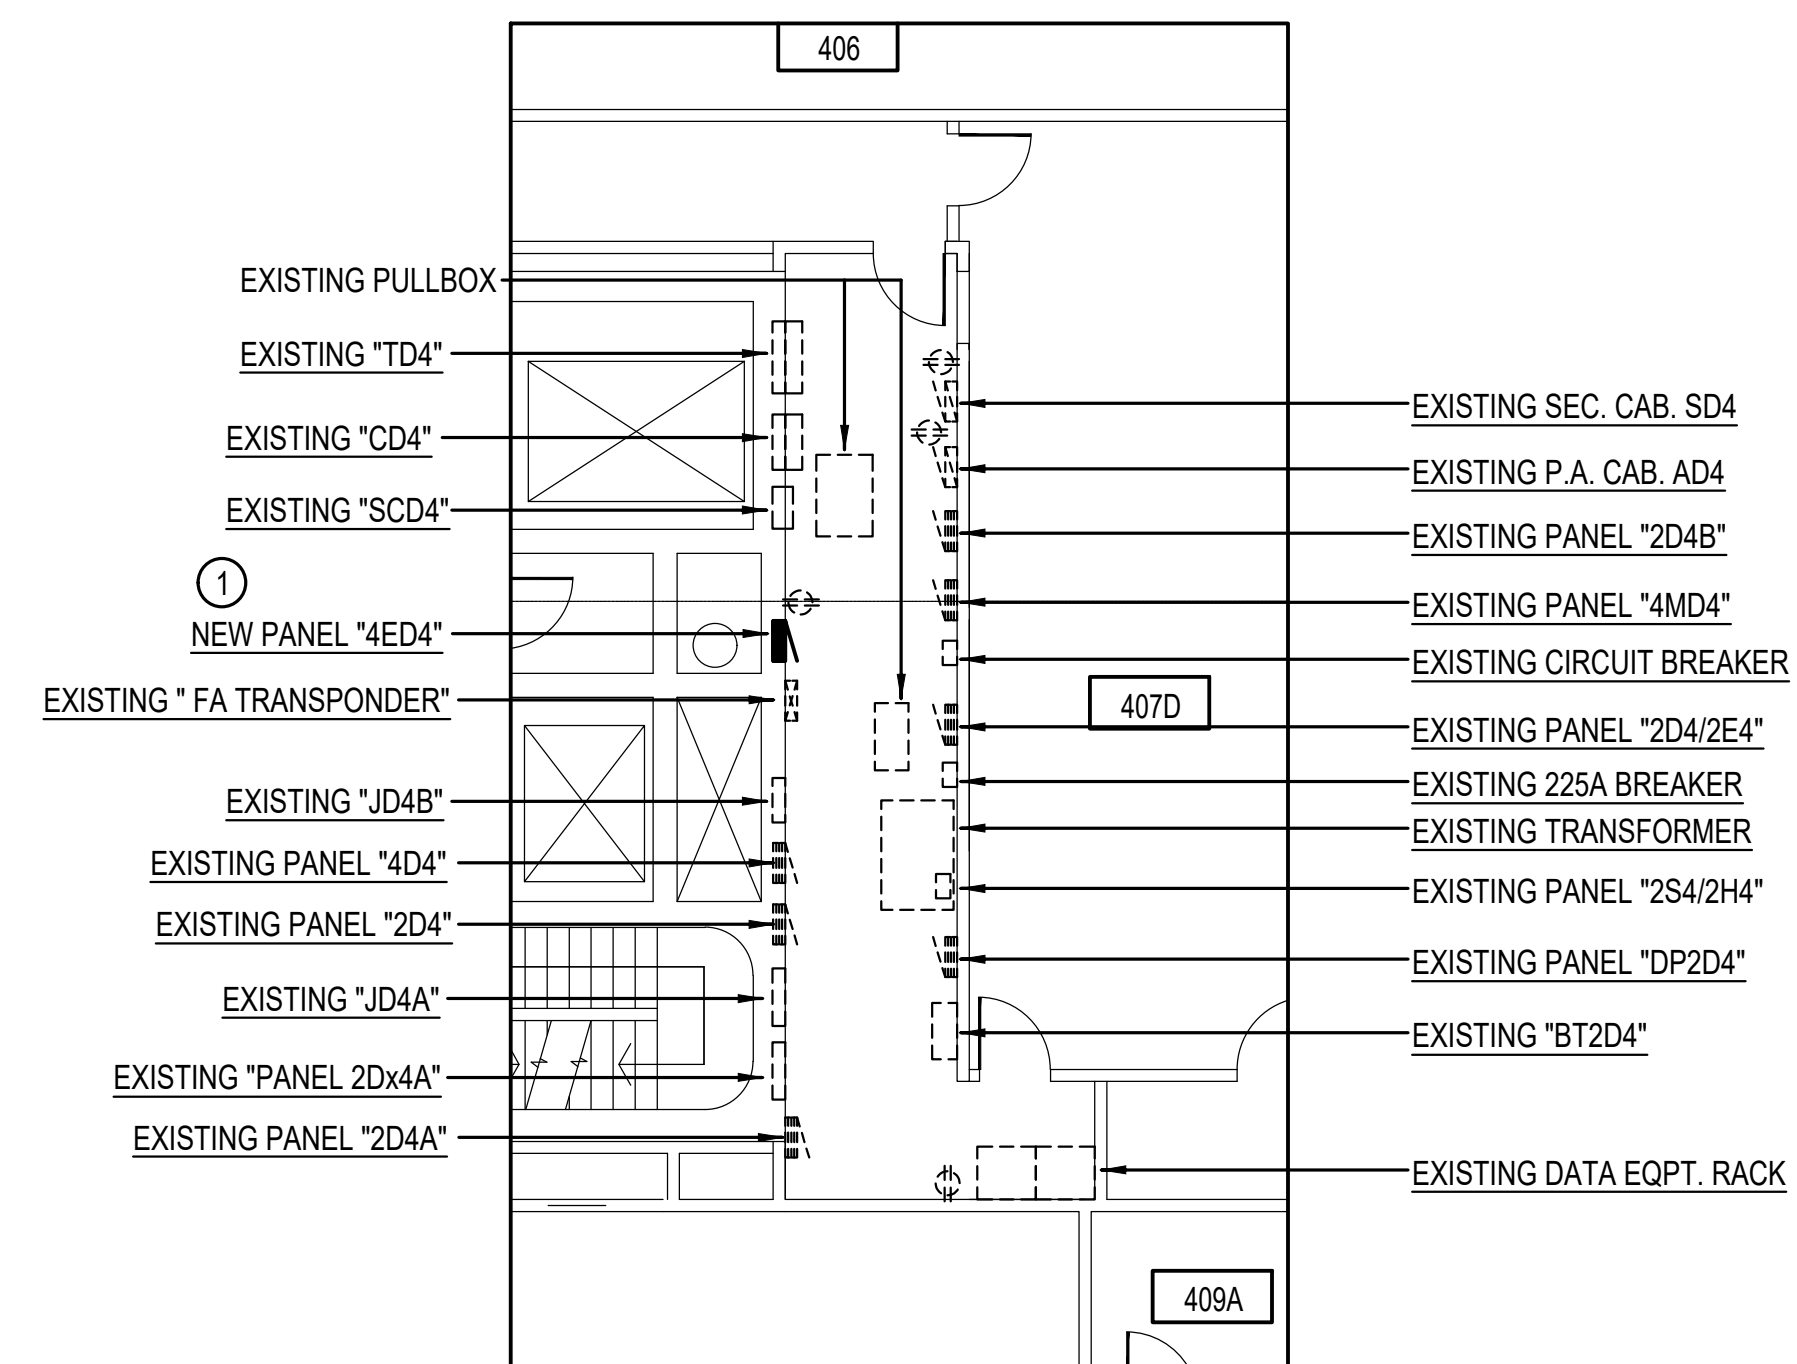 406
EXISTING PULLBOX
EXISTING "TD4"
EXISTING "CD4"
EXISTING "SCD4"
1
NEW PANEL "4ED4"
EXISTING " FA TRANSPONDER"
EXISTING "JD4B"
EXISTING PANEL "4D4"
EXISTING PANEL "2D4"
EXISTING "JD4A"
EXISTING "PANEL 2Dx4A"
EXISTING PANEL "2D4A"
EXISTING SEC. CAB. SD4
EXISTING P.A. CAB. AD4
EXISTING PANEL "2D4B"
EXISTING PANEL "4MD4"
EXISTING CIRCUIT BREAKER
407D
EXISTING PANEL "2D4/2E4"
EXISTING 225A BREAKER
EXISTING TRANSFORMER
EXISTING PANEL "2S4/2H4"
EXISTING PANEL "DP2D4"
EXISTING "BT2D4"
EXISTING DATA EQPT. RACK
409A